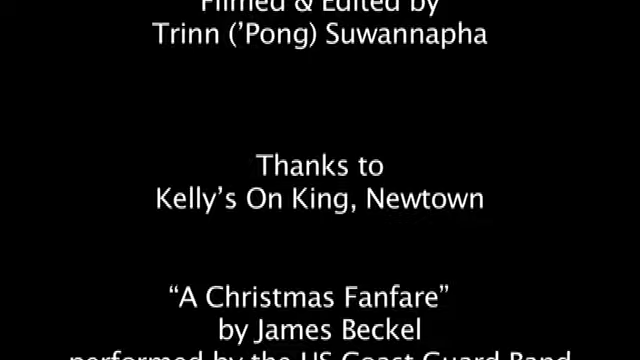 Filmed & Edited by
Trinn (’Pong) Suwannapha
Thanks to
Kelly’s On King, Newtown
“A Christmas Fanfare”
by James Beckel
performed by the US Coast Guard Band